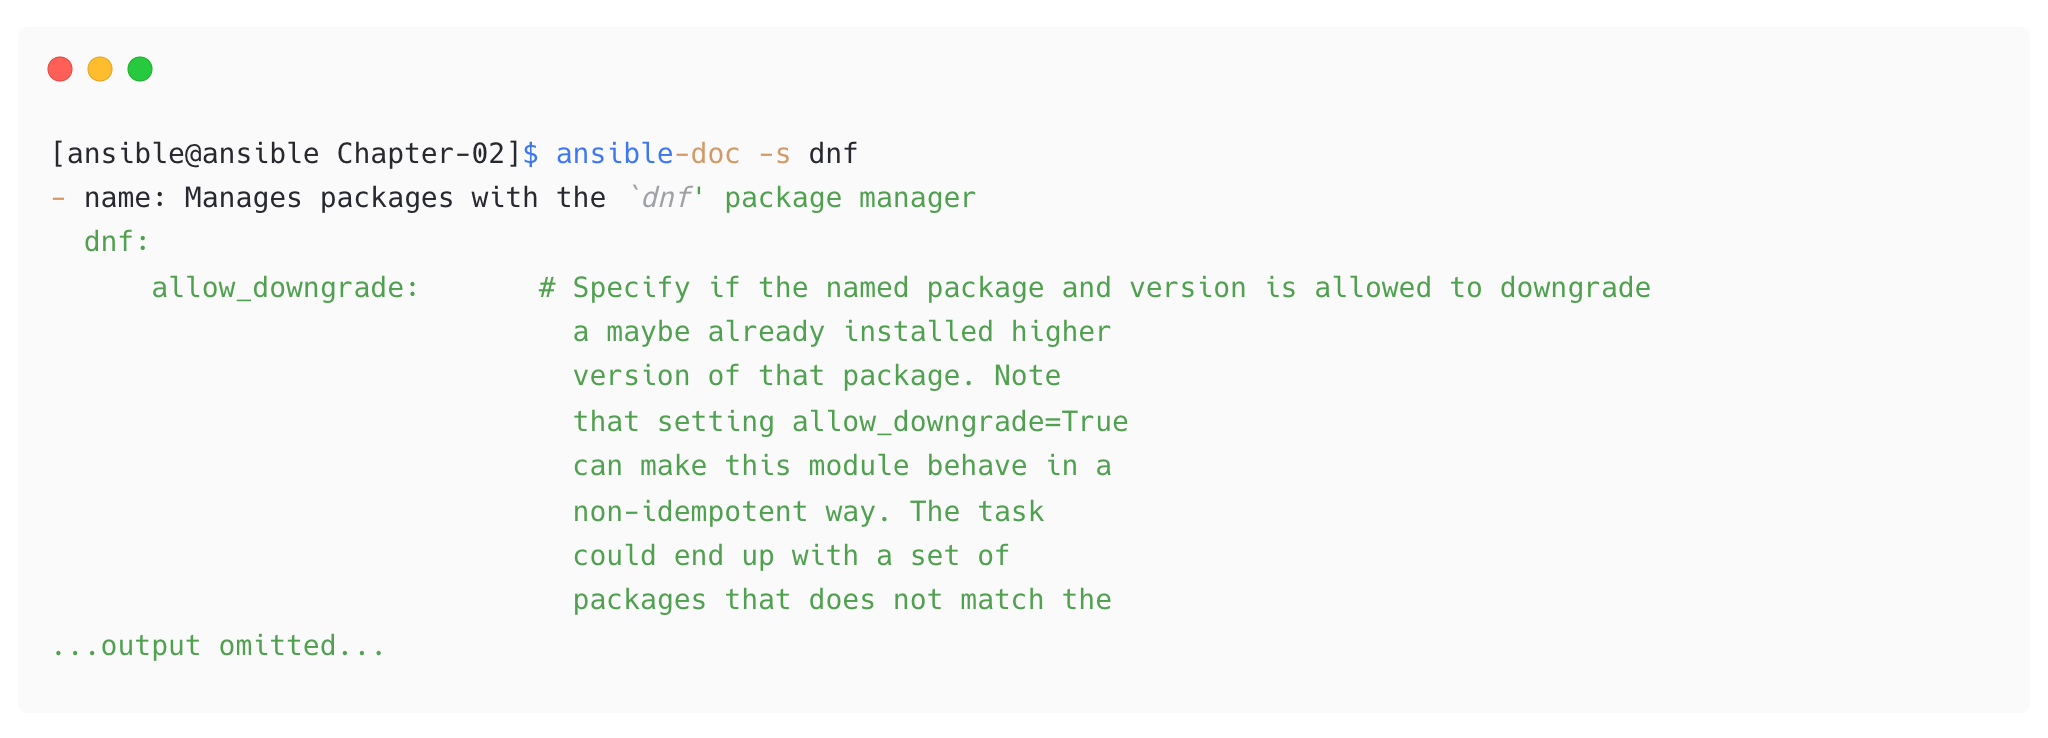 [ansible@ansible Chapter-02]$ ansible-doc -s dnf
- name: Manages packages with the `dnf' package manager
  dnf:
      allow_downgrade:       # Specify if the named package and version is allowed to downgrade
                               a maybe already installed higher
                               version of that package. Note
                               that setting allow_downgrade=True
                               can make this module behave in a
                               non-idempotent way. The task
                               could end up with a set of
                               packages that does not match the
...output omitted...